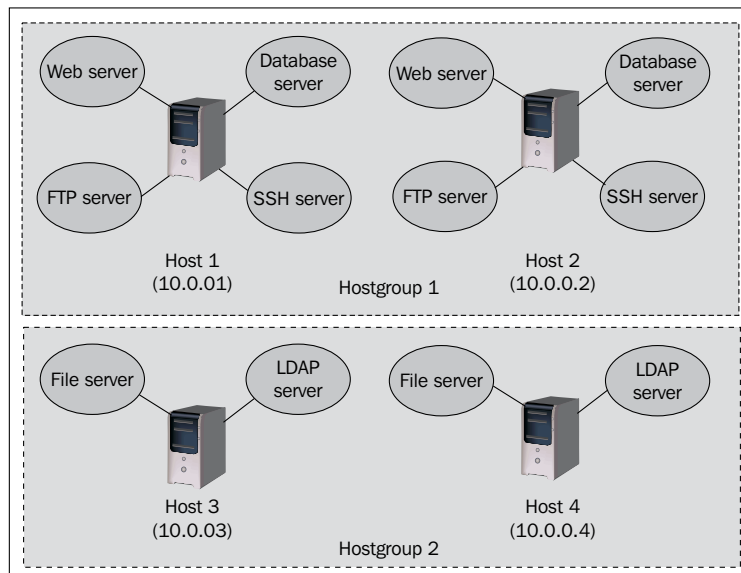 Web server
Database
server
Web server
Database
server
FTP server
SSH server
FTP server
SSH server
Host 1
(10.0.01)
Host 2
(10.0.0.2)
Hostgroup 1
File server
LDAP
server
File server
LDAP
server
Host 3
(10.0.03)
Host 4
(10.0.0.4)
Hostgroup 2